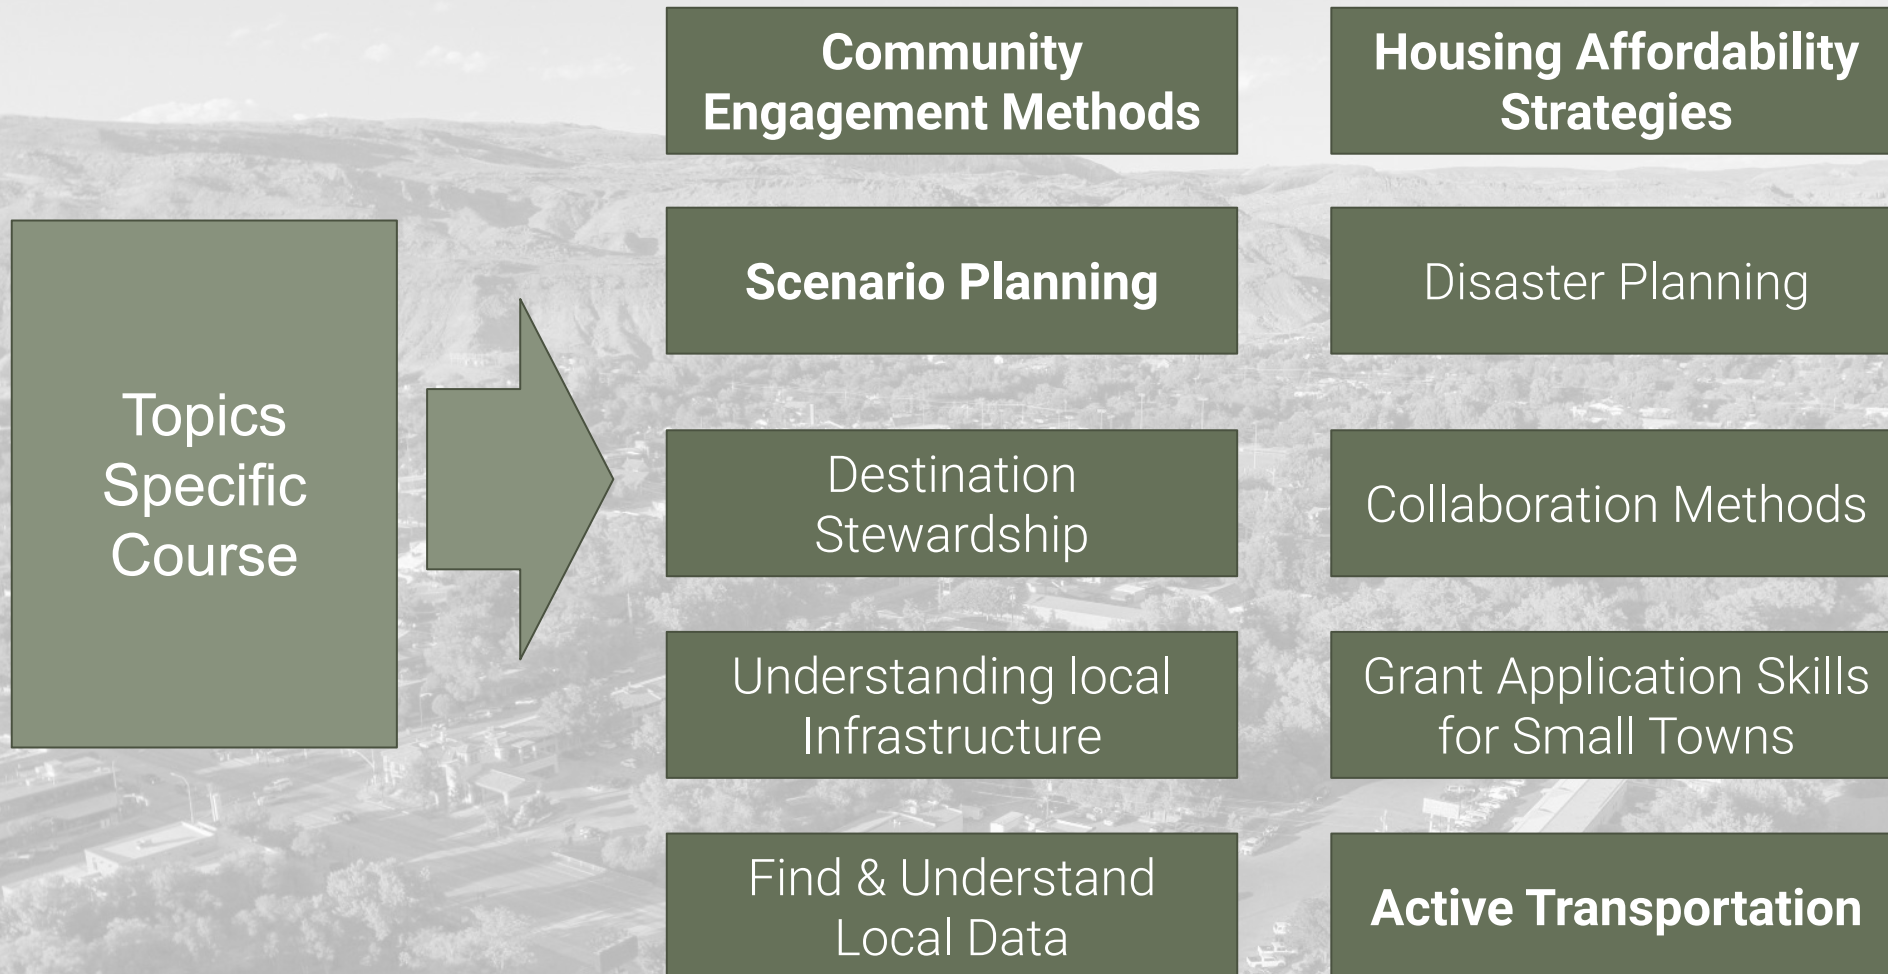 Topics
Specific
Course
Community
Engagement Methods
Housing Affordability
Strategies
Scenario Planning
Disaster Planning
Destination
Stewardship
Collaboration Methods
Understanding local
Infrastructure
Grant Application Skills
for Small Towns
Find & Understand
Local Data
Active Transportation